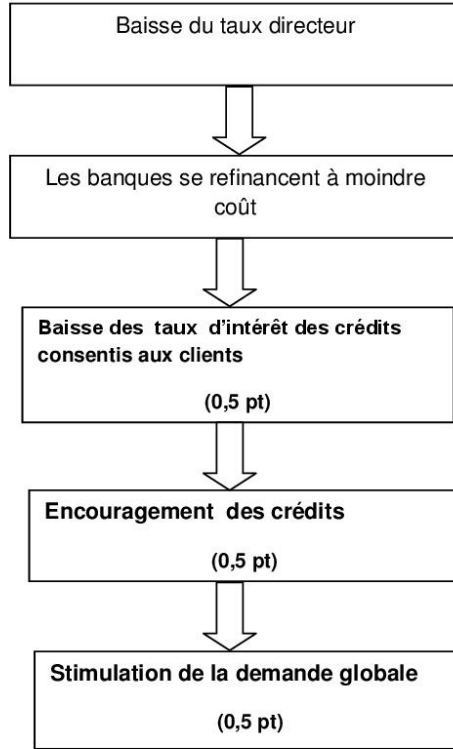 Baisse du taux directeur
Les banques se refinancent à moindre
coût
Baisse des taux d'intérêt des crédits
consentis aux clients
(0,5 pt)
Encouragement des crédits
(0,5 pt)
Stimulation de la demande globale
(0,5 pt)